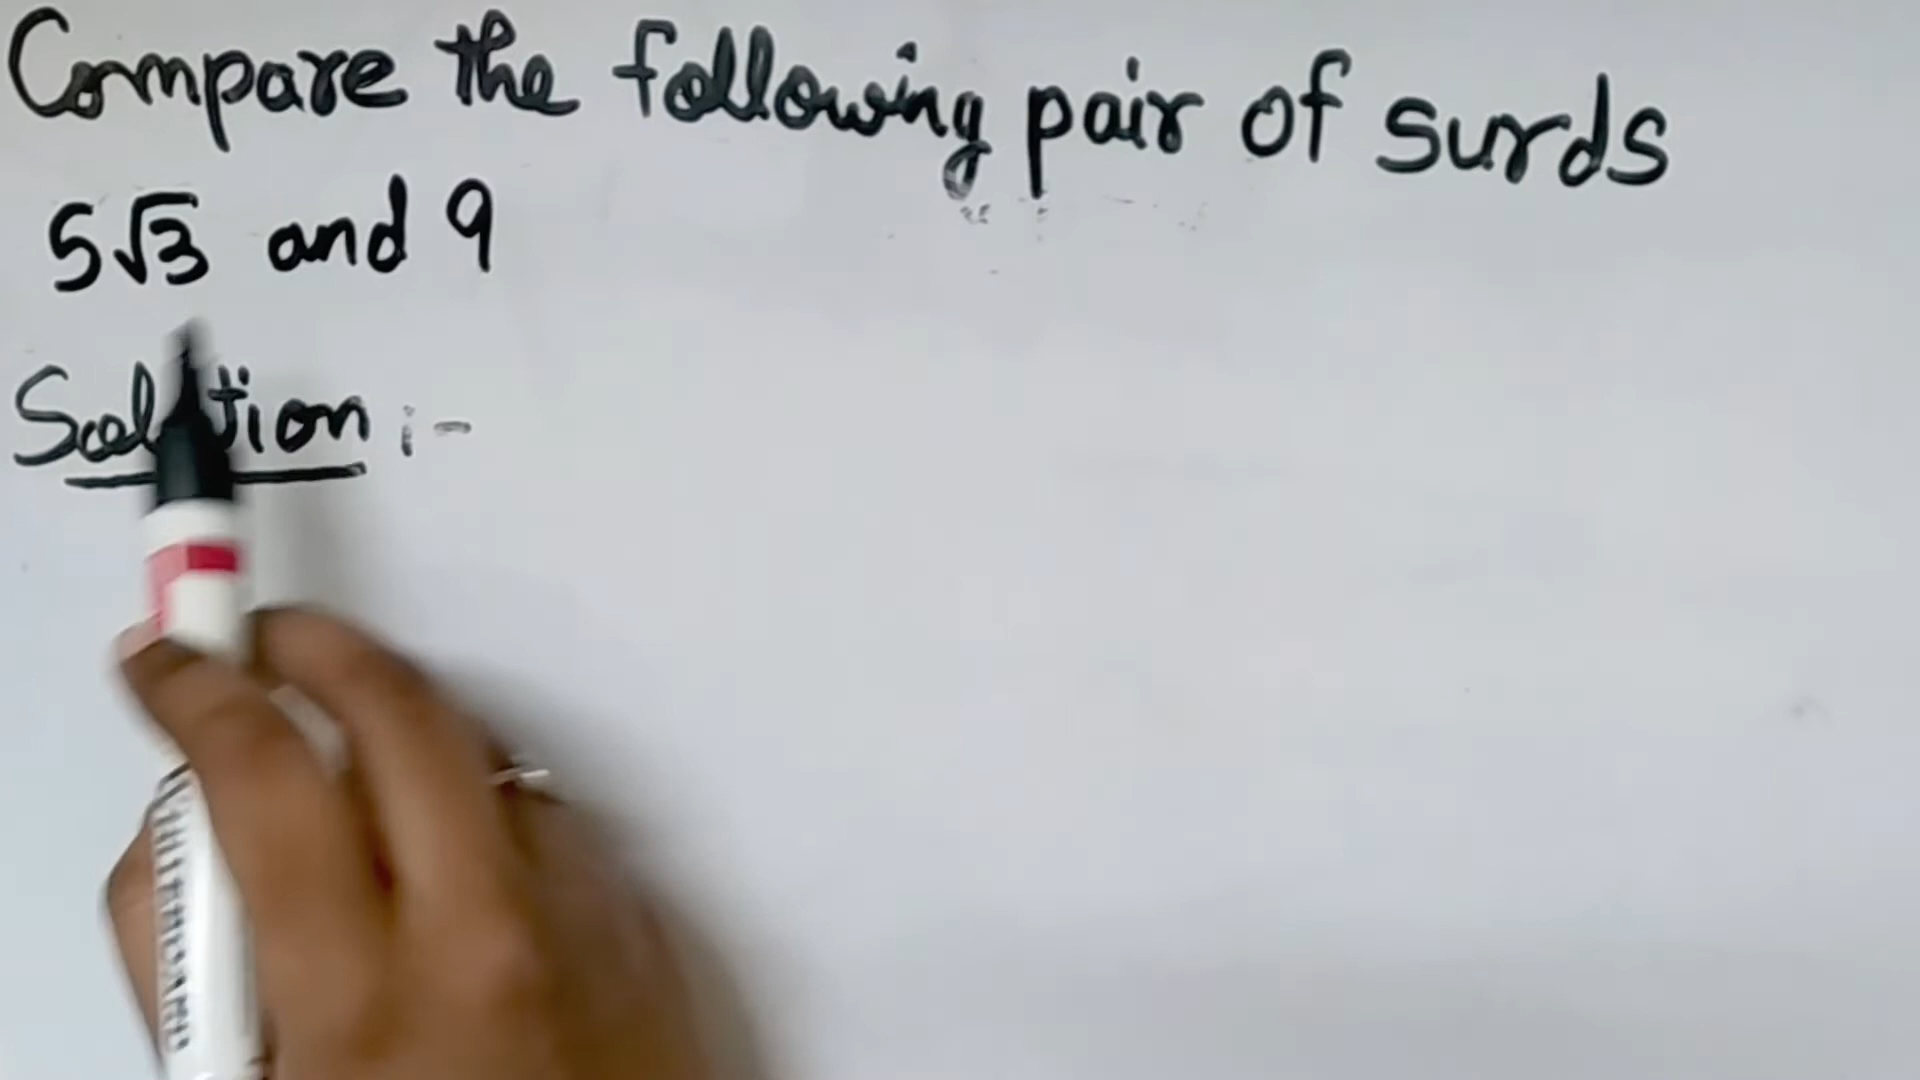 Compare the following pair of surds
5√3 and 9
Solution :-